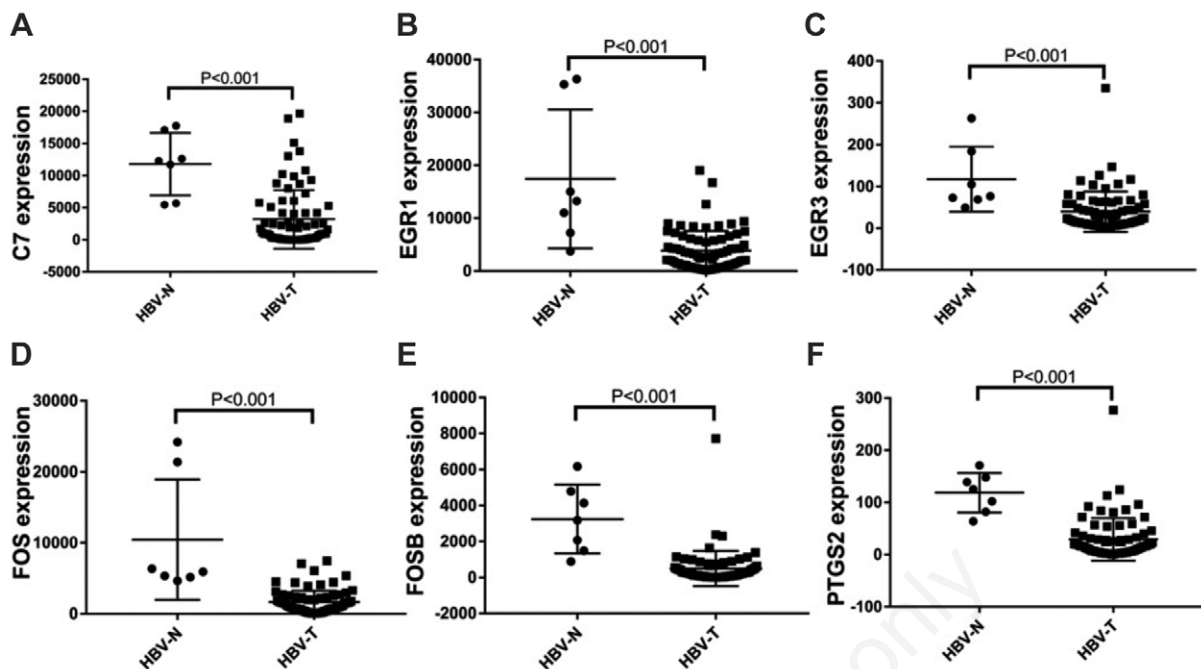 A
P<0.001
C7 expression
25000
20000
15000
10000
5000
0
-5000
HBV-N
HBV-T
B
P<0.001
EGR1 expression
40000
30000
20000
10000
0
HBV-N
HBV-T
C
P<0.001
EGR3 expression
400
300
200
100
0
-100
HBV-N
HBV-T
D
P<0.001
FOS expression
30000
20000
10000
0
HBV-N
HBV-T
E
P<0.001
FOSB expression
10000
8000
6000
4000
2000
0
-2000
HBV-N
HBV-T
F
P<0.001
PTGS2 expression
300
200
100
0
-100
HBV-N
HBV-T
only